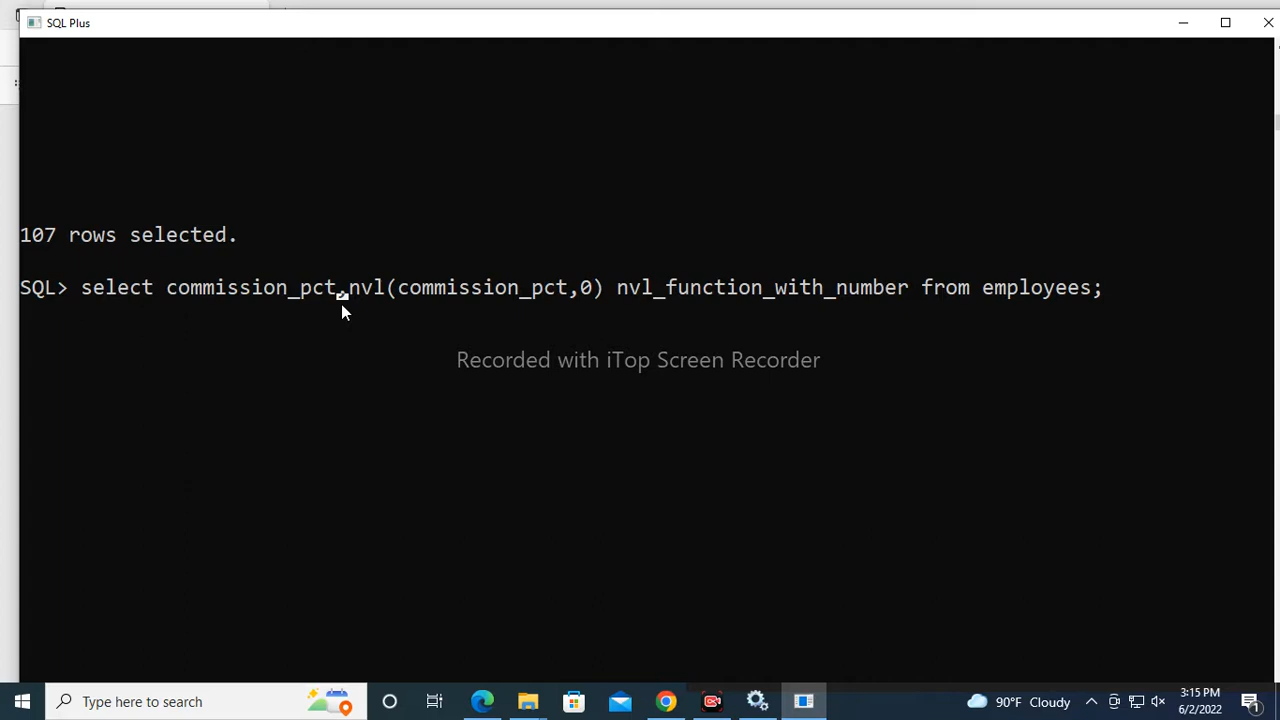 SQL Plus
107 rows selected.
SQL> select commission_pct,nvl(commission_pct,0) nvl_function_with_number from employees;
Recorded with iTop Screen Recorder
Type here to search
90°F Cloudy
3:15 PM
6/2/2022
1